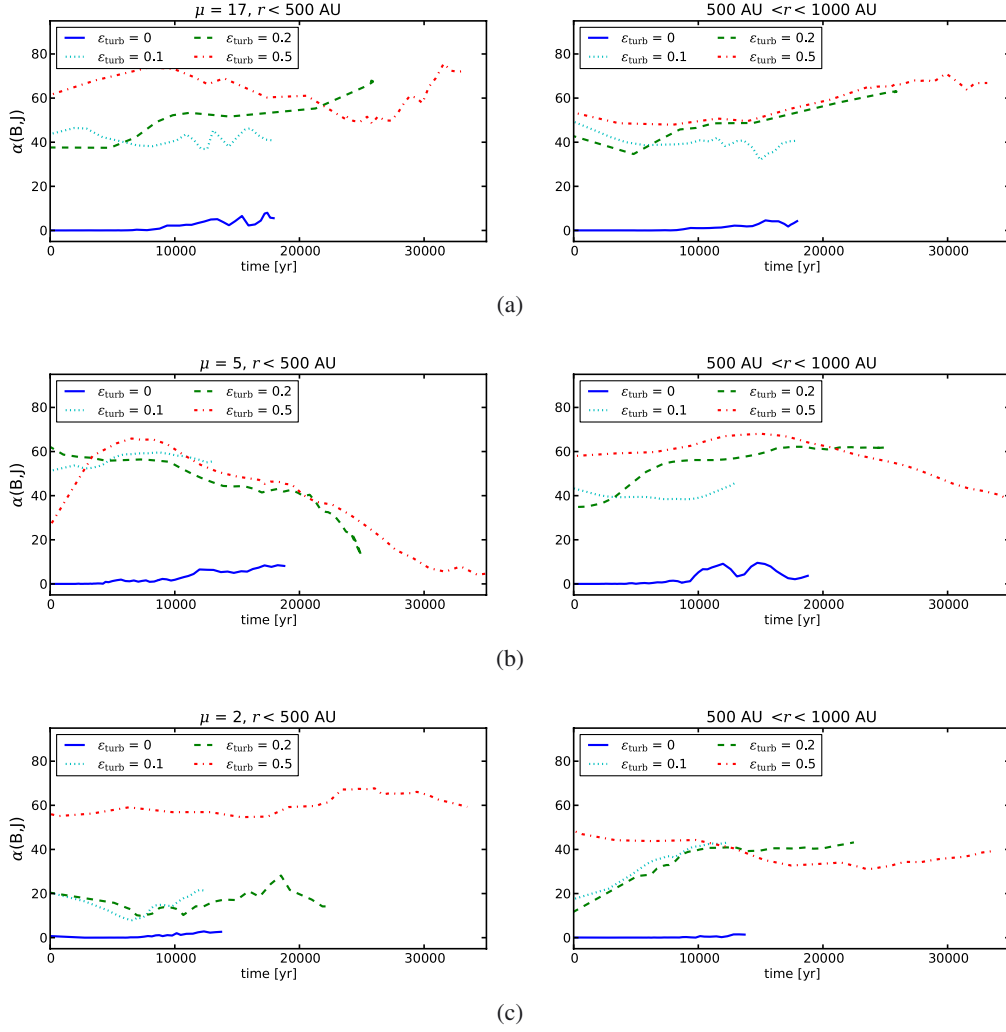 μ = 17, r < 500 AU
500 AU < r < 1000 AU
ε_turb = 0
ε_turb = 0.2
ε_turb = 0.1
ε_turb = 0.5
ε_turb = 0
ε_turb = 0.2
ε_turb = 0.1
ε_turb = 0.5
α(B,J)
80
60
40
20
0
80
60
40
20
0
0 10000 20000 30000
0 10000 20000 30000
time [yr]
time [yr]
(a)
μ = 5, r < 500 AU
500 AU < r < 1000 AU
ε_turb = 0
ε_turb = 0.2
ε_turb = 0.1
ε_turb = 0.5
ε_turb = 0
ε_turb = 0.2
ε_turb = 0.1
ε_turb = 0.5
α(B,J)
80
60
40
20
0
80
60
40
20
0
0 10000 20000 30000
0 10000 20000 30000
time [yr]
time [yr]
(b)
μ = 2, r < 500 AU
500 AU < r < 1000 AU
ε_turb = 0
ε_turb = 0.2
ε_turb = 0.1
ε_turb = 0.5
ε_turb = 0
ε_turb = 0.2
ε_turb = 0.1
ε_turb = 0.5
α(B,J)
80
60
40
20
0
80
60
40
20
0
0 10000 20000 30000
0 10000 20000 30000
time [yr]
time [yr]
(c)